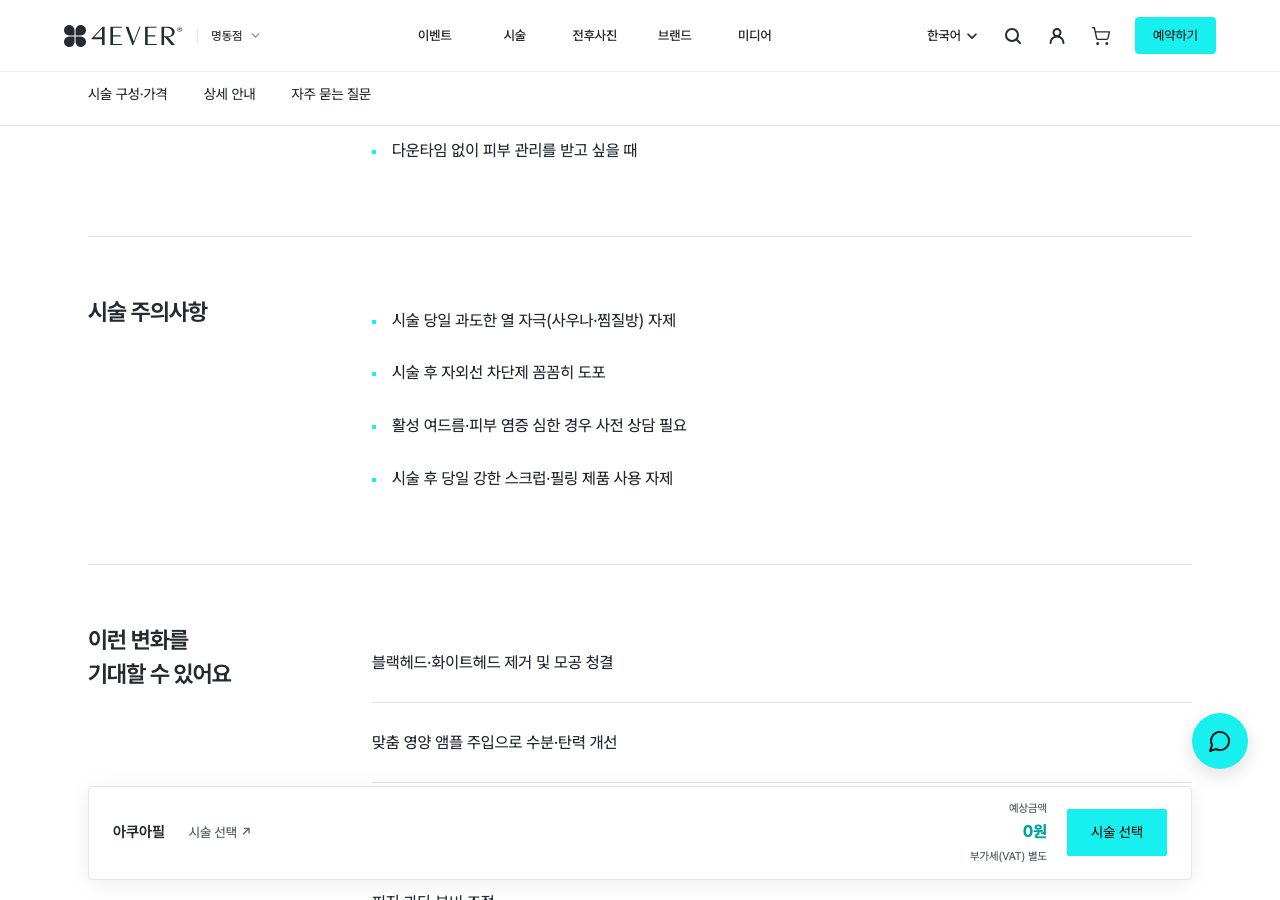 4EVER®
명동점
이벤트
시술
전후사진
브랜드
미디어
한국어
예약하기
시술 구성·가격
상세 안내
자주 묻는 질문
다운타임 없이 피부 관리를 받고 싶을 때
시술 주의사항
시술 당일 과도한 열 자극(사우나·찜질방) 자제
시술 후 자외선 차단제 꼼꼼히 도포
활성 여드름·피부 염증 심한 경우 사전 상담 필요
시술 후 당일 강한 스크럽·필링 제품 사용 자제
이런 변화를
기대할 수 있어요
블랙헤드·화이트헤드 제거 및 모공 청결
맞춤 영양 앰플 주입으로 수분·탄력 개선
아쿠아필
시술 선택 ↗
예상금액
0원
부가세(VAT) 별도
시술 선택